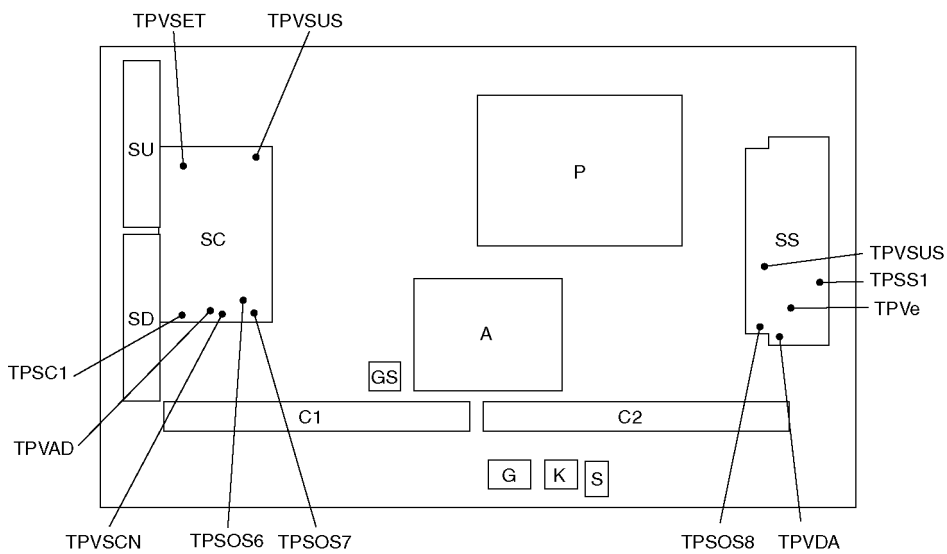 TPVSET
TPVSUS
SU
P
SC
SS
TPVSUS
TPSS1
TPVe
SD
A
TPSC1
GS
C1
C2
TPVAD
G
K
S
TPVSCN
TPSOS6
TPSOS7
TPSOS8
TPVDA